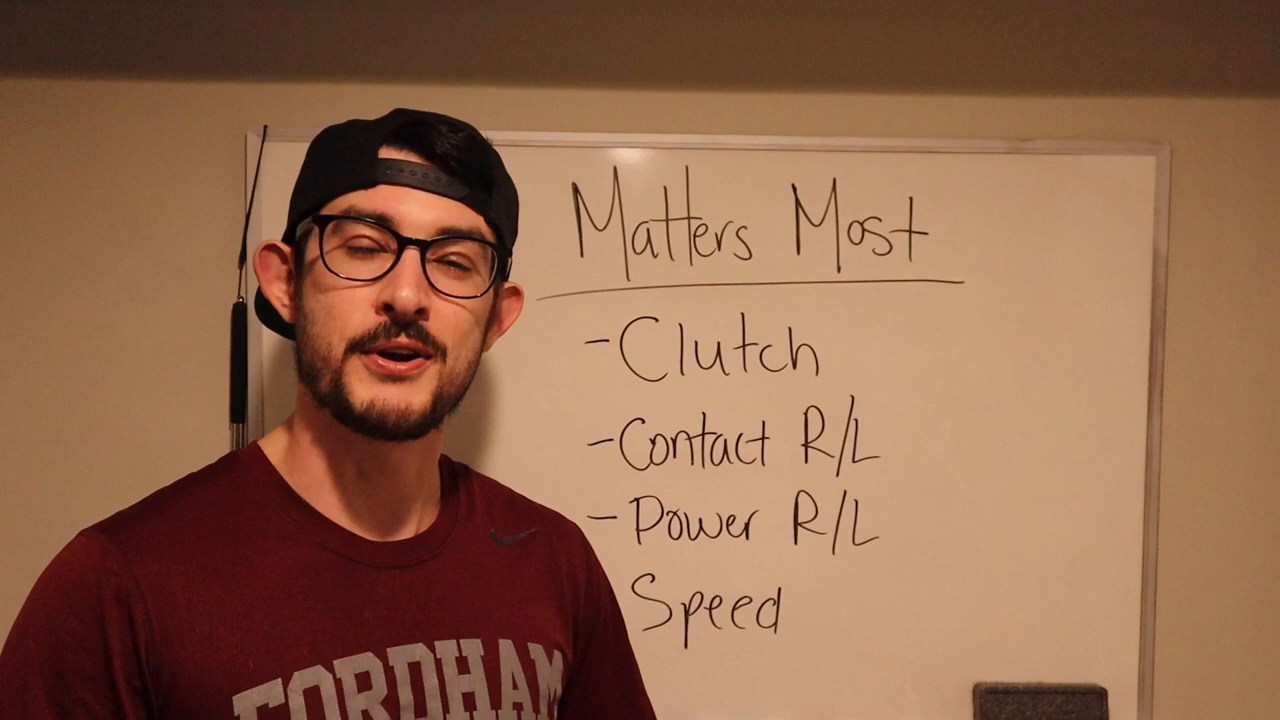 Matters Most
- Clutch
- Contact R/L
- Power R/L
Speed
FORDHAM